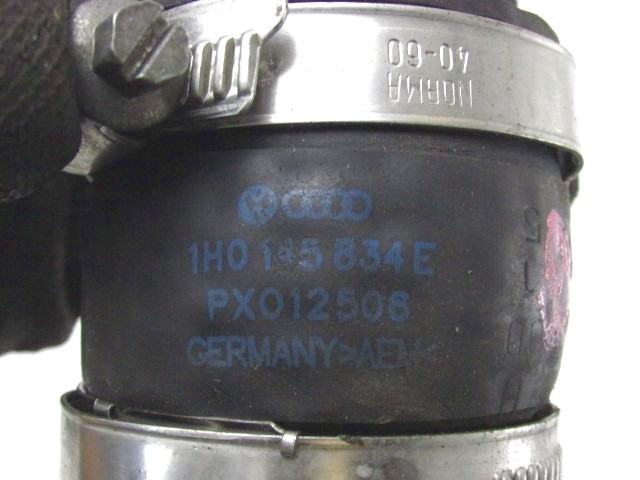 NORMA
40-60
1H0 145 834 E
PX012506
GERMANY >AEM<